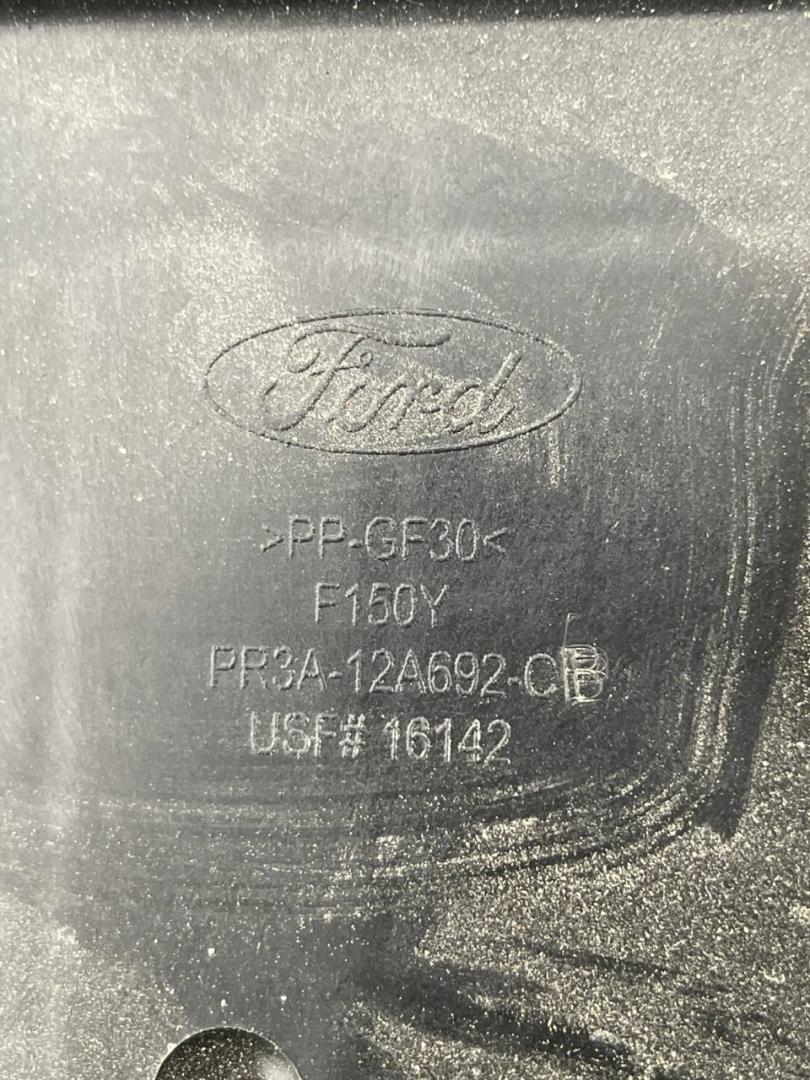 Ford
>PP-GF30<
F150Y
PR3A-12A692-CB
USF# 16142